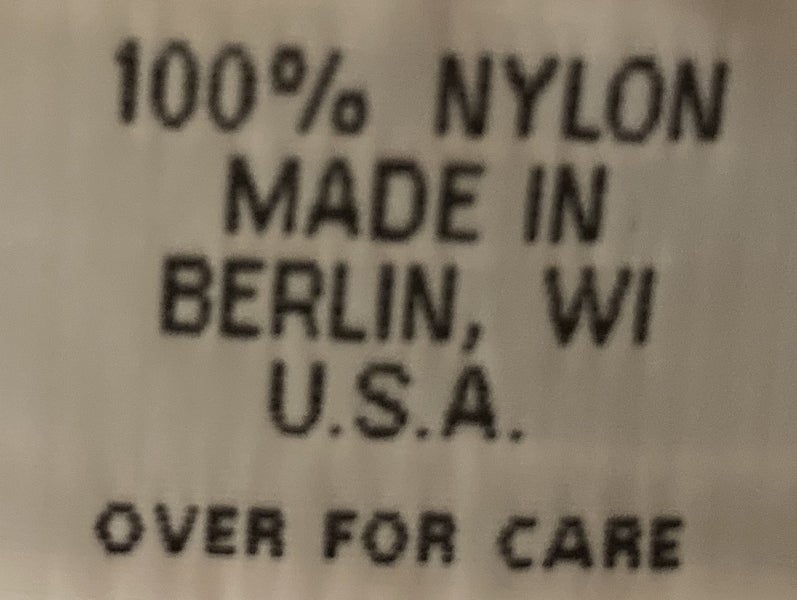 100% NYLON
MADE IN
BERLIN, WI
U.S.A.
OVER FOR CARE